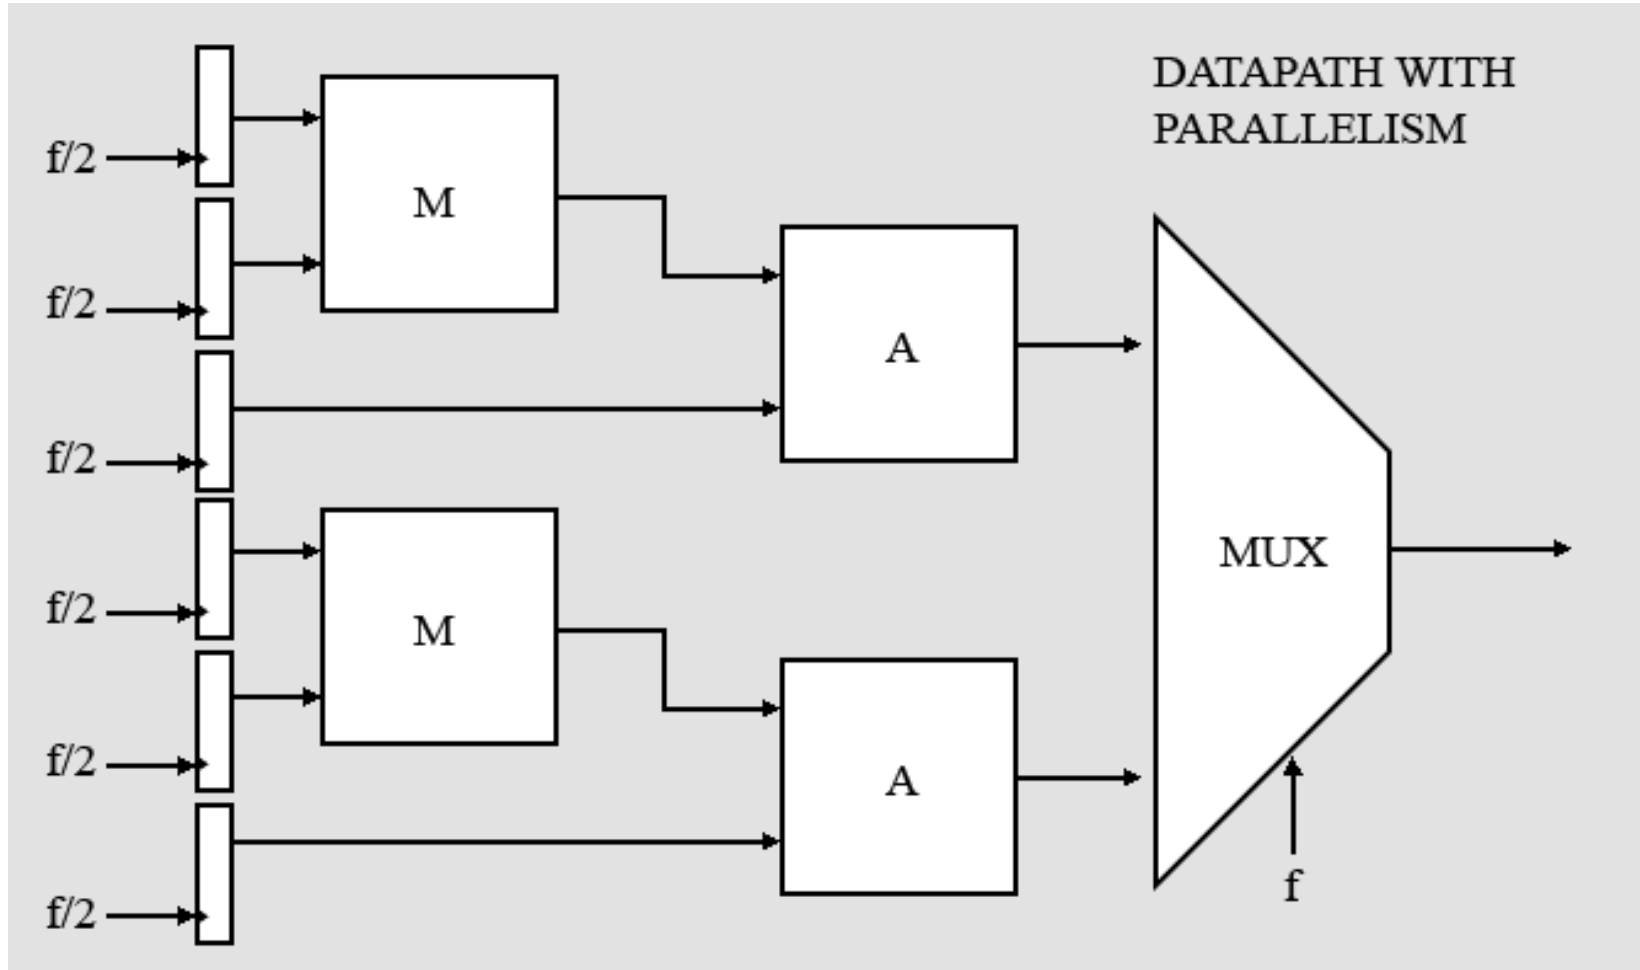 DATAPATH WITH
PARALLELISM
f/2
M
f/2
A
f/2
MUX
f/2
M
f/2
A
f/2
f